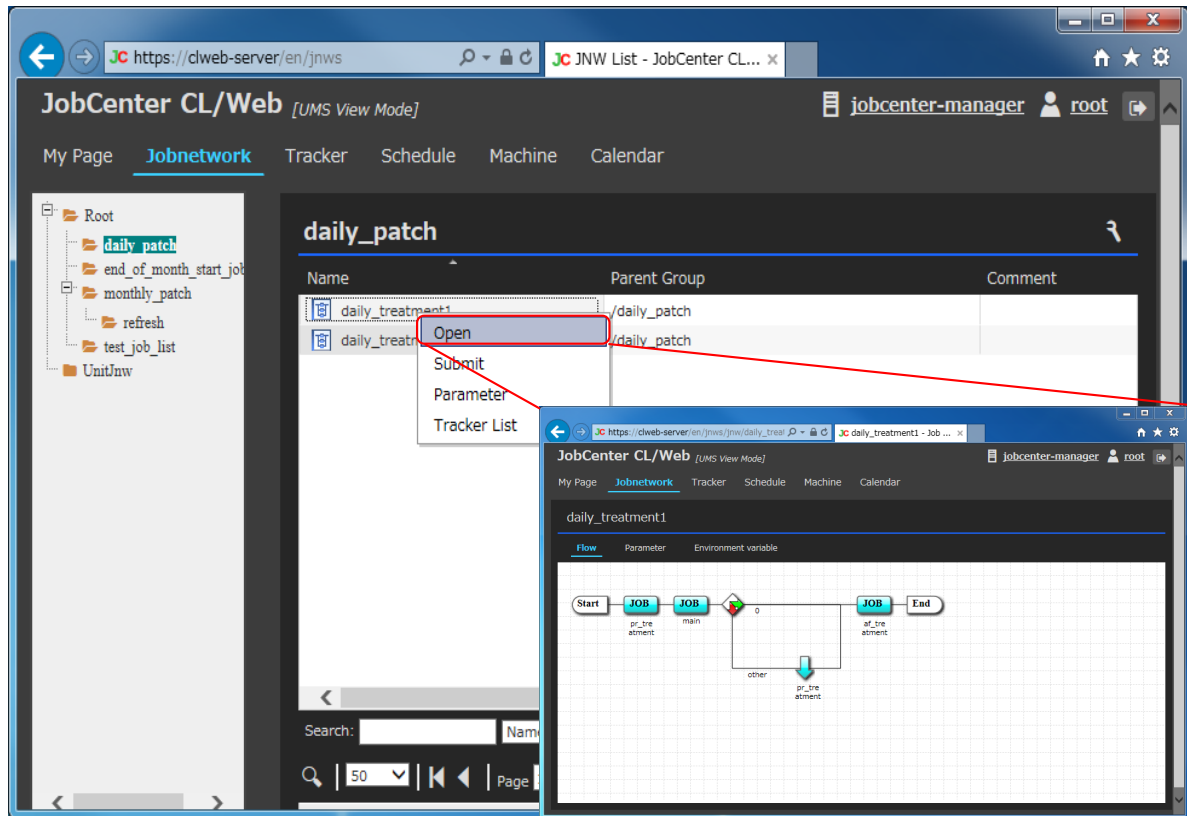 JC https://clweb-server/en/jnws
JC JNW List - JobCenter CL... ×
JobCenter CL/Web [UMS View Mode]
jobcenter-manager root
My Page Jobnetwork Tracker Schedule Machine Calendar
Root
daily_patch
end_of_month_start_job
monthly_patch
refresh
test_job_list
UnitJnw
daily_patch
Name Parent Group Comment
daily_treatment1 /daily_patch
daily_treatm /daily_patch
Open
Submit
Parameter
Tracker List
Search: Name
50 Page
JC https://clweb-server/en/jnws/jnw/daily_treat
JC daily_treatment1 - Job ... ×
JobCenter CL/Web [UMS View Mode]
jobcenter-manager root
My Page Jobnetwork Tracker Schedule Machine Calendar
daily_treatment1
Flow Parameter Environment variable
Start JOB JOB 0 JOB End
pr_tre
atment
main
af_tre
atment
other
pr_tre
atment